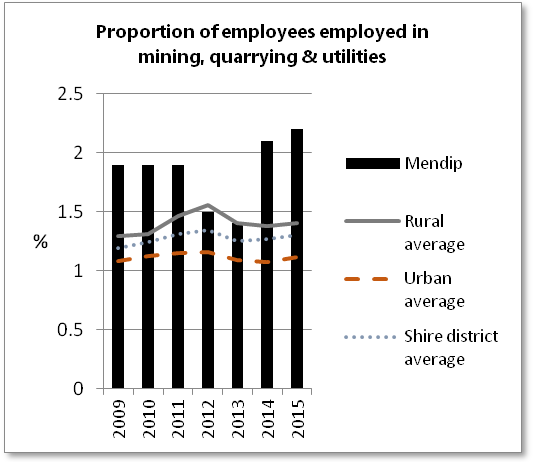 Proportion of employees employed in
mining, quarrying & utilities
2.5
2
1.5
1
0.5
0
%
2009
2010
2011
2012
2013
2014
2015
Mendip
Rural
average
Urban
average
Shire district
average